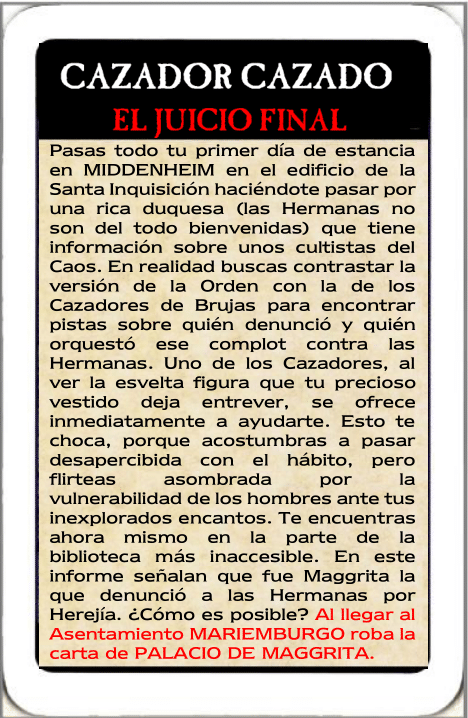 CAZADOR CAZADO
EL JUICIO FINAL
Pasas todo tu primer día de estancia
en MIDDENHEIM en el edificio de la
Santa Inquisición haciéndote pasar por
una rica duquesa (las Hermanas no
son del todo bienvenidas) que tiene
información sobre unos cultistas del
Caos. En realidad buscas contrastar la
versión de la Orden con la de los
Cazadores de Brujas para encontrar
pistas sobre quién denunció y quién
orquestó ese complot contra las
Hermanas. Uno de los Cazadores, al
ver la esvelta figura que tu precioso
vestido deja entrever, se ofrece
inmediatamente a ayudarte. Esto te
choca, porque acostumbras a pasar
desapercibida con el hábito, pero
flirteas asombrada por la
vulnerabilidad de los hombres ante tus
inexplorados encantos. Te encuentras
ahora mismo en la parte de la
biblioteca más inaccesible. En este
informe señalan que fue Maggrita la
que denunció a las Hermanas por
Herejía. ¿Cómo es posible? Al llegar al
Asentamiento MARIEMBURGO roba la
carta de PALACIO DE MAGGRITA.